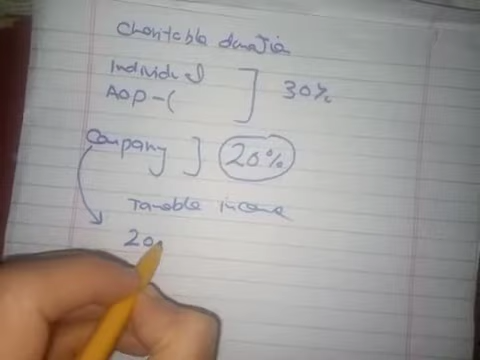 Charitable donation
Individual
AOP - (
30%
Company
20%
Taxable income
20